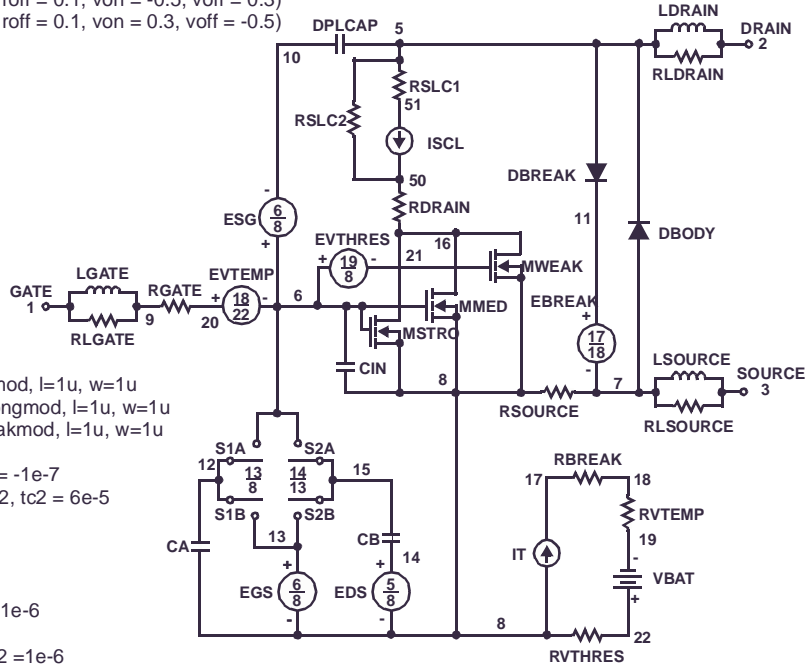 roff = 0.1, von = -0.5, voff = 0.3)
roff = 0.1, von = 0.3, voff = -0.5)
LDRAIN
DPLCAP
5
DRAIN
2
10
RLDRAIN
RSLC1
51
RSLC2
ISCL
50
DBREAK
RDRAIN
-
ESG
6
8
+
11
DBODY
EVTHRES
16
+
19
8
-
21
MWEAK
LGATE
EVTEMP
GATE
1
RGATE
+
18
22
-
6
MMED
EBREAK
9
20
+
RLGATE
MSTRO
17
18
-
LSOURCE
CIN
SOURCE
8
7
3
RSOURCE
RLSOURCE
mod, l=1u, w=1u
ngmod, l=1u, w=1u
akmod, l=1u, w=1u
S1A
S2A
12
13
8
14
13
15
RBREAK
17
18
= -1e-7
2, tc2 = 6e-5
S1B
S2B
RVTEMP
13
CB
19
CA
14
IT
-
+
+
VBAT
EGS
6
8
EDS
5
8
+
1e-6
-
-
8
22
2 =1e-6
RVTHRES